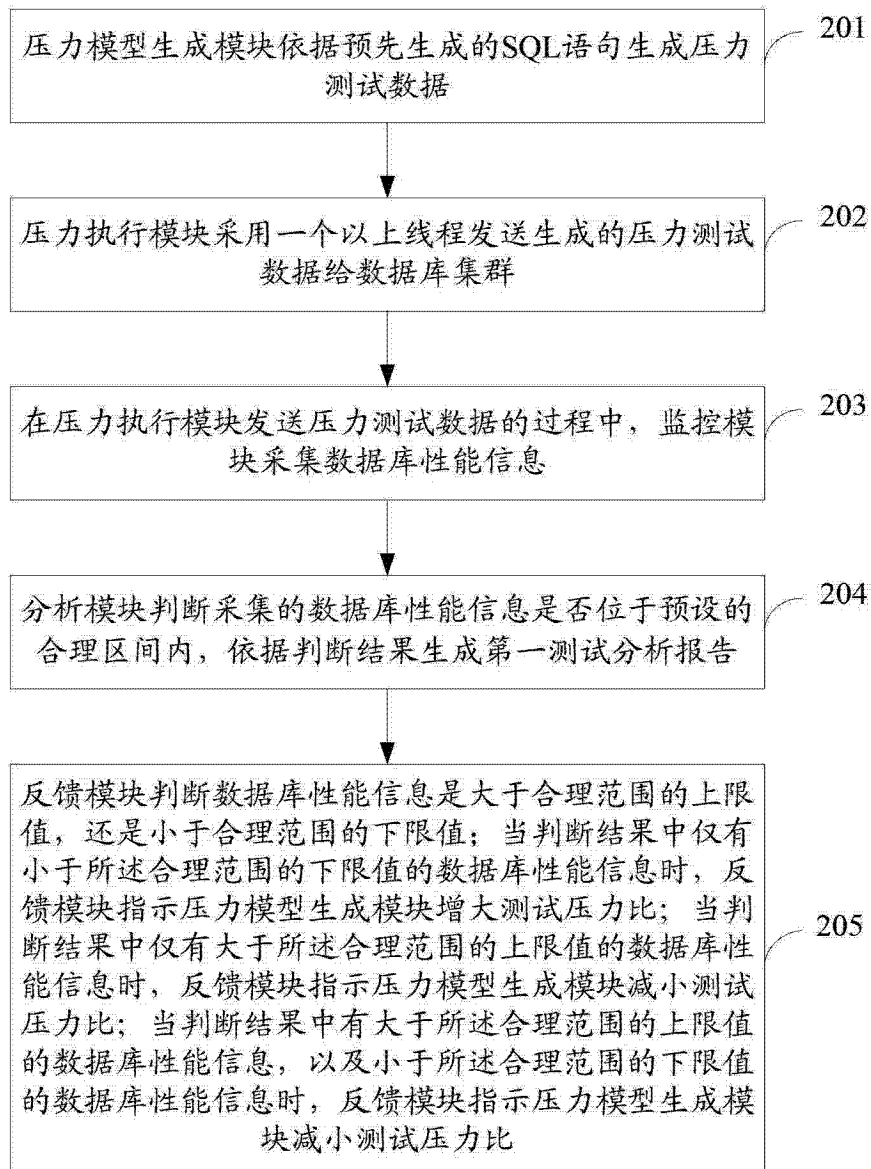 压力模型生成模块依据预先生成的SQL语句生成压力
测试数据
201
压力执行模块采用一个以上线程发送生成的压力测试
数据给数据库集群
202
在压力执行模块发送压力测试数据的过程中，监控模
块采集数据库性能信息
203
分析模块判断采集的数据库性能信息是否位于预设的
合理区间内，依据判断结果生成第一测试分析报告
204
反馈模块判断数据库性能信息是大于合理范围的上限
值，还是小于合理范围的下限值；当判断结果中仅有
小于所述合理范围的下限值的数据库性能信息时，反
馈模块指示压力模型生成模块增大测试压力比；当判
断结果中仅有大于所述合理范围的上限值的数据库性
能信息时，反馈模块指示压力模型生成模块减小测试
压力比；当判断结果中有大于所述合理范围的上限值
的数据库性能信息，以及小于所述合理范围的下限值
的数据库性能信息时，反馈模块指示压力模型生成模
块减小测试压力比
205